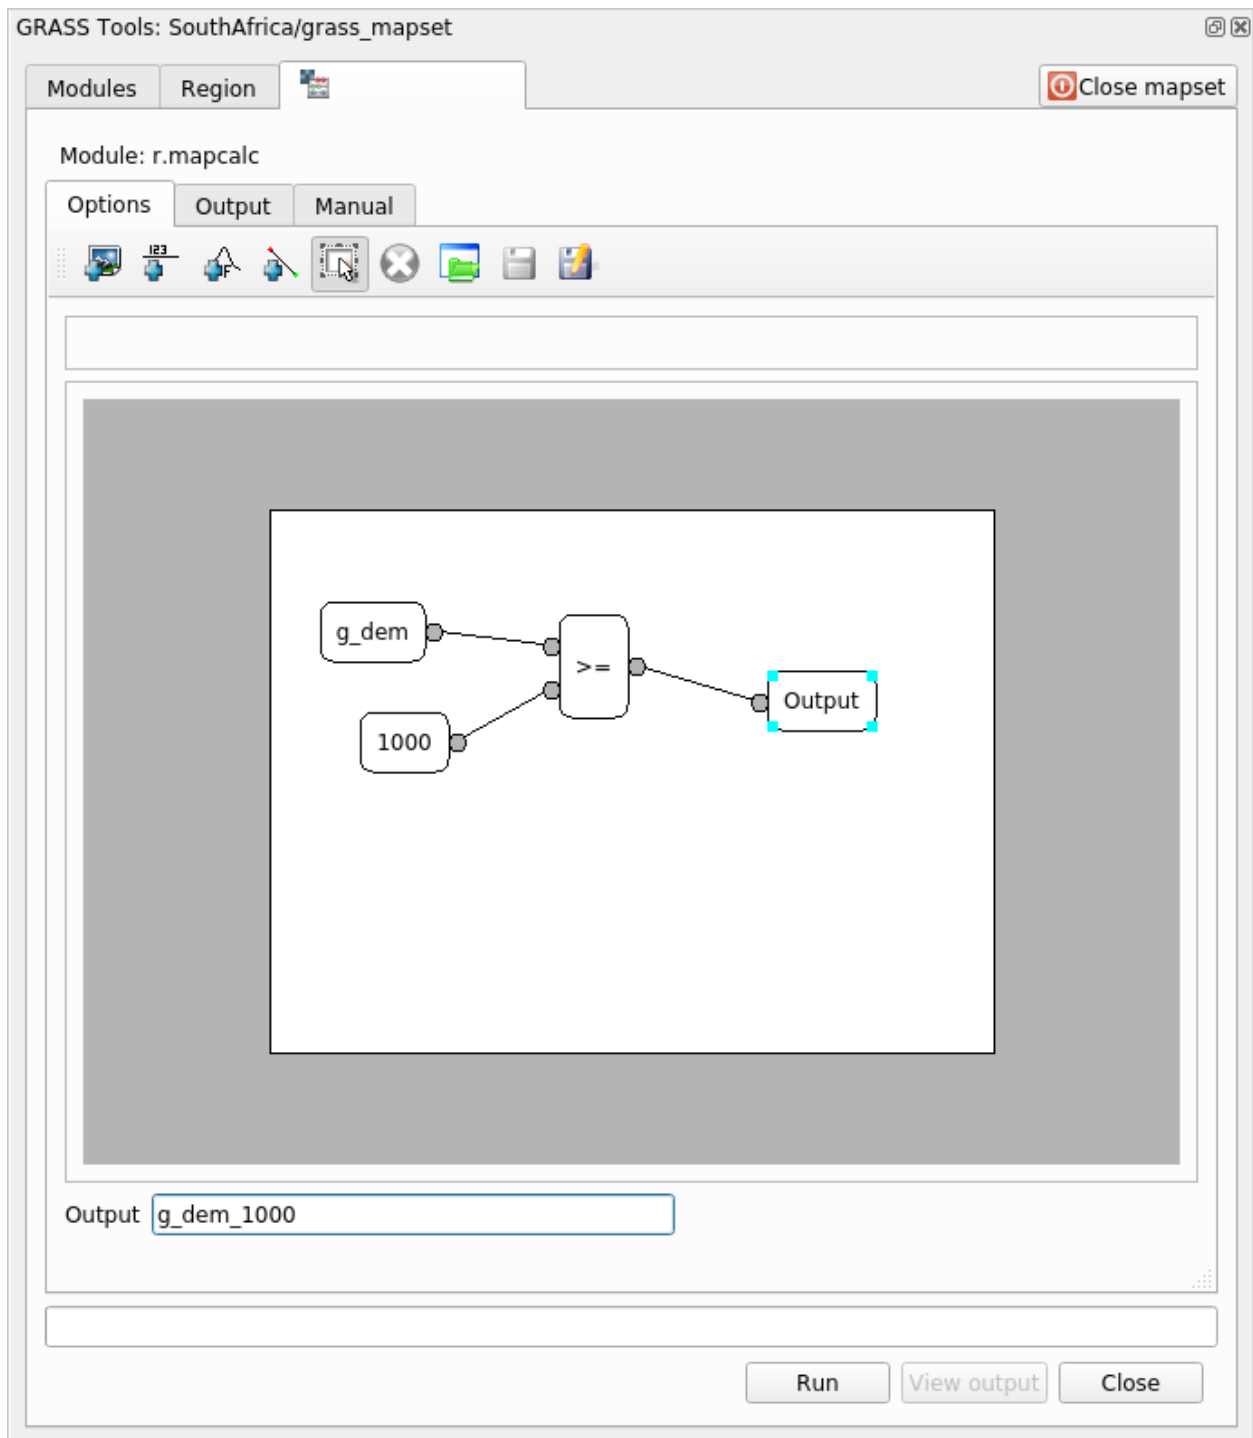 GRASS Tools: SouthAfrica/grass_mapset
Modules Region Close mapset
Module: r.mapcalc
Options Output Manual
123
F
g_dem
>=
Output
1000
Output g_dem_1000
Run View output Close